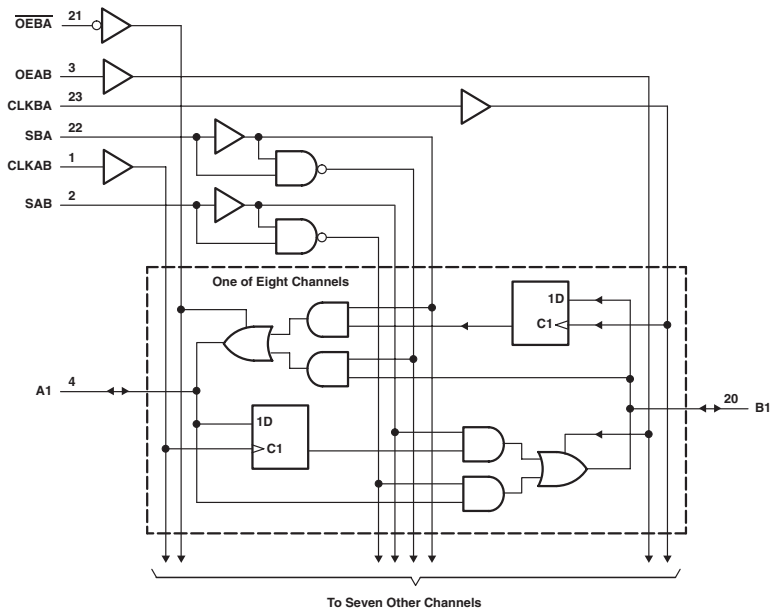 OEBA 21
OEAB 3
CLKBA 23
SBA 22
CLKAB 1
SAB 2
One of Eight Channels
1D
C1
A1 4
20 B1
1D
C1
To Seven Other Channels